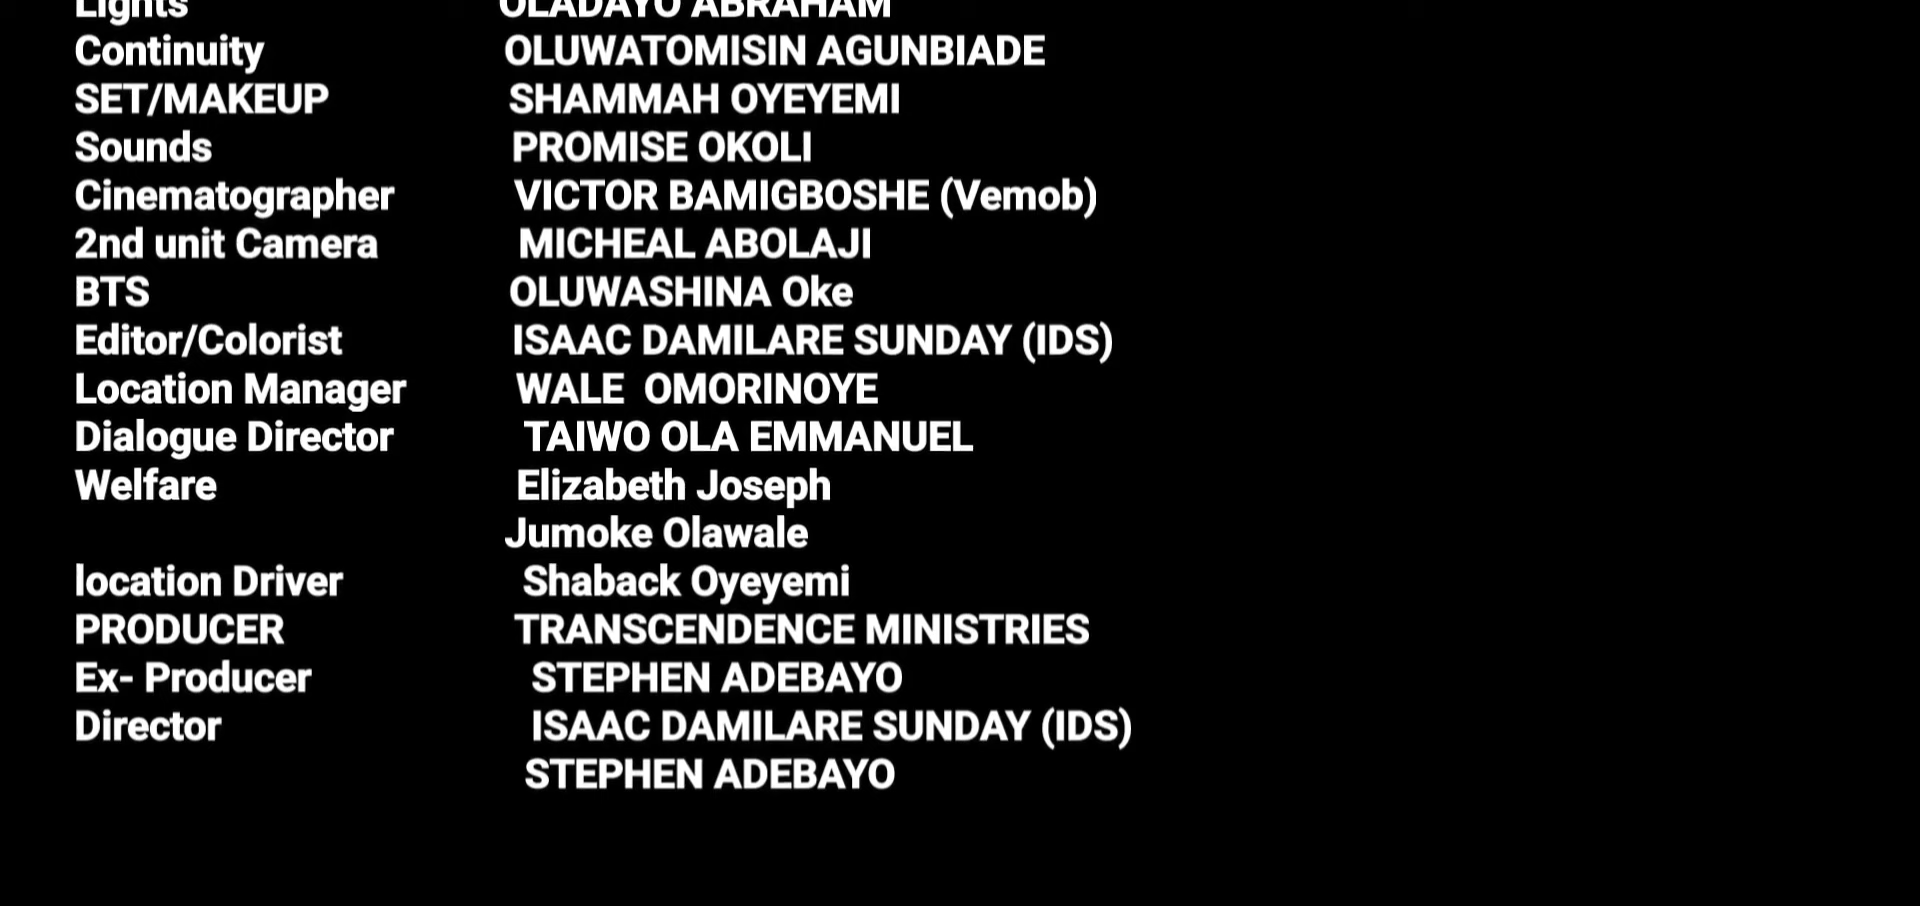 Lights OLADAYO ABRAHAM
Continuity OLUWATOMISIN AGUNBIADE
SET/MAKEUP SHAMMAH OYEYEMI
Sounds PROMISE OKOLI
Cinematographer VICTOR BAMIGBOSHE (Vemob)
2nd unit Camera MICHEAL ABOLAJI
BTS OLUWASHINA Oke
Editor/Colorist ISAAC DAMILARE SUNDAY (IDS)
Location Manager WALE OMORINOYE
Dialogue Director TAIWO OLA EMMANUEL
Welfare Elizabeth Joseph
Jumoke Olawale
location Driver Shaback Oyeyemi
PRODUCER TRANSCENDENCE MINISTRIES
Ex- Producer STEPHEN ADEBAYO
Director ISAAC DAMILARE SUNDAY (IDS)
STEPHEN ADEBAYO